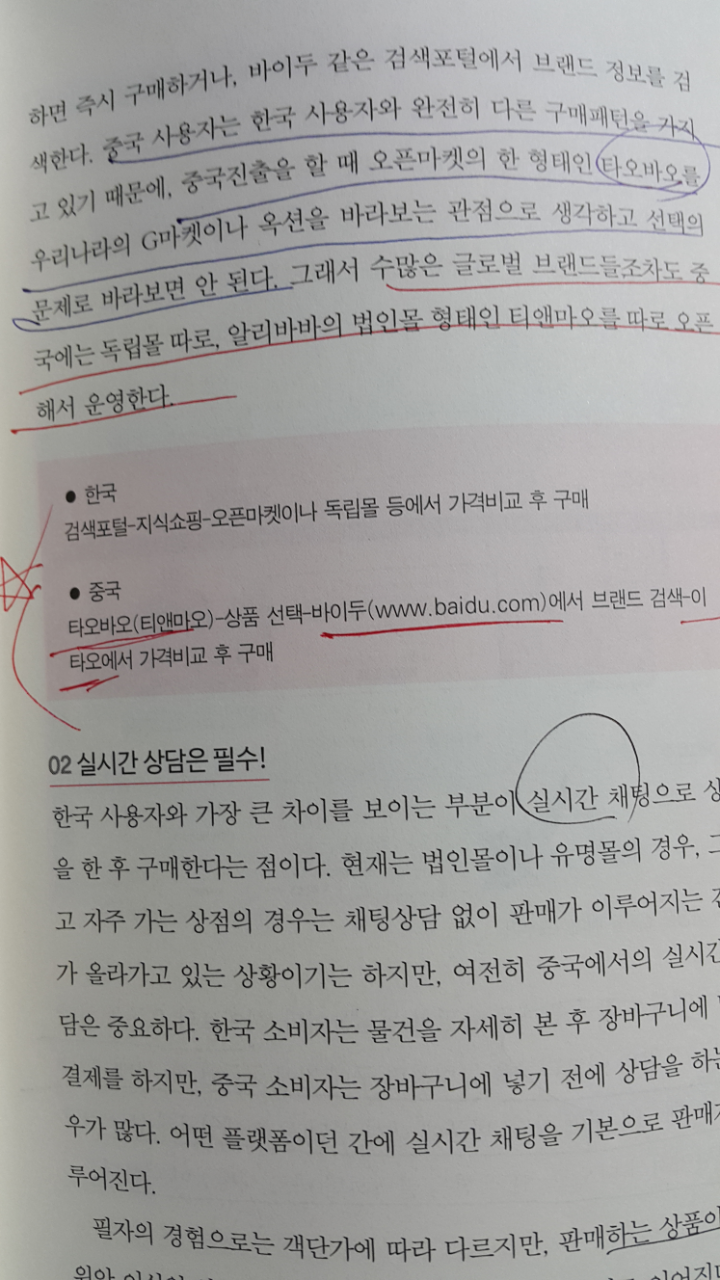 하면 즉시 구매하거나, 바이두 같은 검색포털에서 브랜드 정보를 검
색한다. 중국 사용자는 한국 사용자와 완전히 다른 구매패턴을 가지
고 있기 때문에, 중국진출을 할 때 오픈마켓의 한 형태인 타오바오를
우리나라의 G마켓이나 옥션을 바라보는 관점으로 생각하고 선택의
문제로 바라보면 안 된다. 그래서 수많은 글로벌 브랜드들조차도 중
국에는 독립몰 따로, 알리바바의 법인몰 형태인 티앤마오를 따로 오픈
해서 운영한다.
● 한국
검색포털-지식쇼핑-오픈마켓이나 독립몰 등에서 가격비교 후 구매
● 중국
타오바오(티앤마오)-상품 선택-바이두(www.baidu.com)에서 브랜드 검색-이
타오에서 가격비교 후 구매
02 실시간 상담은 필수!
한국 사용자와 가장 큰 차이를 보이는 부분이 실시간 채팅으로
을 한 후 구매한다는 점이다. 현재는 법인몰이나 유명몰의 경우,
고 자주 가는 상점의 경우는 채팅상담 없이 판매가 이루어지는
가 올라가고 있는 상황이기는 하지만, 여전히 중국에서의 실시간
담은 중요하다. 한국 소비자는 물건을 자세히 본 후 장바구니에
결제를 하지만, 중국 소비자는 장바구니에 넣기 전에 상담을 하는
우가 많다. 어떤 플랫폼이던 간에 실시간 채팅을 기본으로 판매가
루어진다.
필자의 경험으로는 객단가에 따라 다르지만, 판매하는 상품이